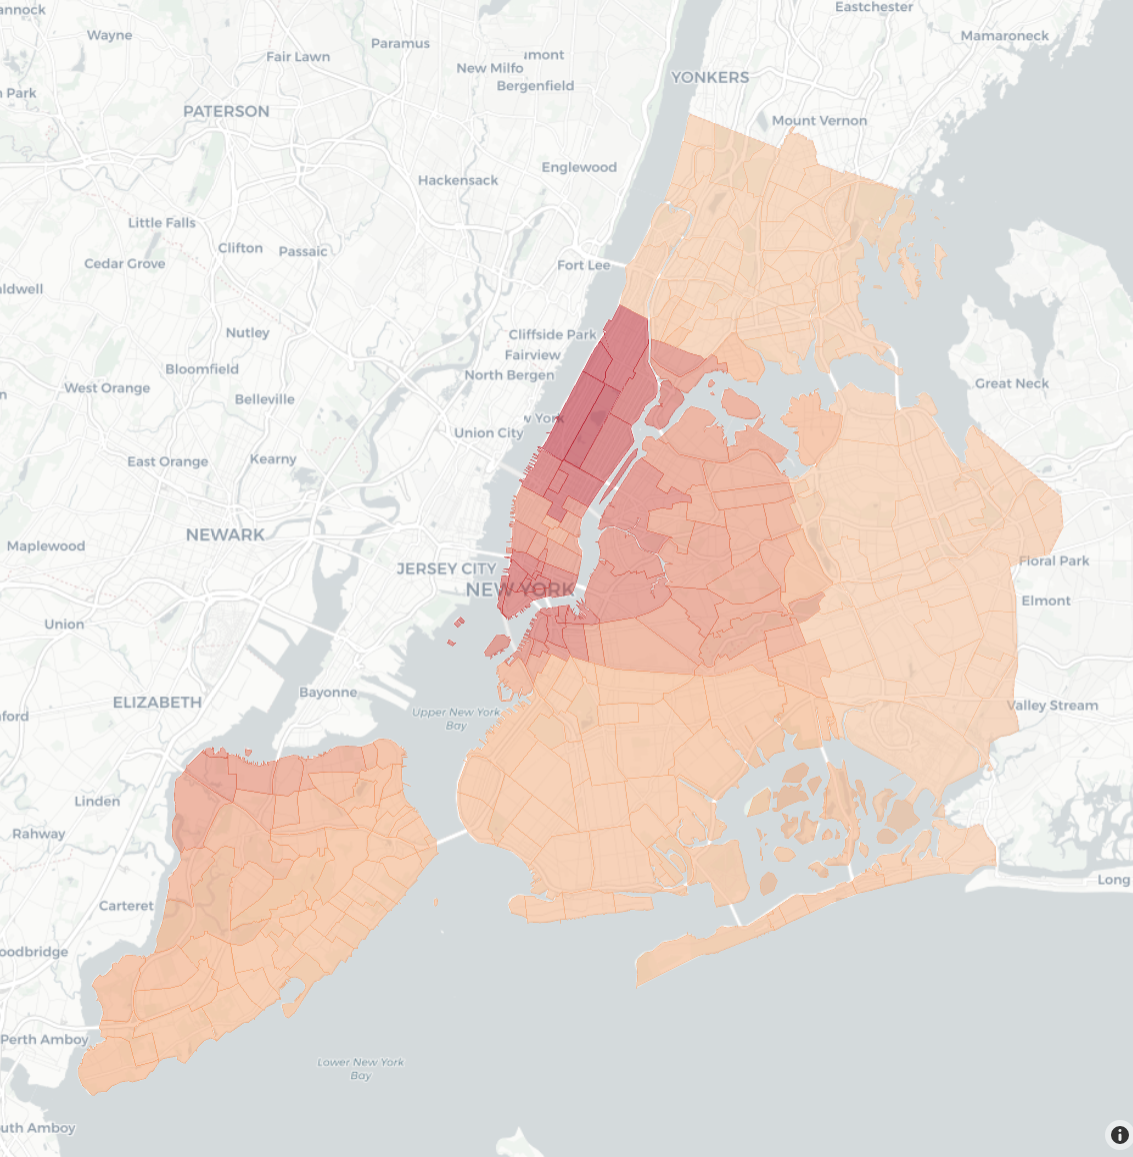 annock
Eastchester
Wayne
Mamaroneck
Paramus
Fair Lawn
mont
New Milfo
YONKERS
Bergenfield
n Park
PATERSON
Mount Vernon
Englewood
Hackensack
Little Falls
Clifton
Passaic
Cedar Grove
Fort Lee
aldwell
Nutley
Cliffside Park
Fairview
Bloomfield
North Bergen
West Orange
Great Neck
n
Belleville
w York
Union City
East Orange
Kearny
NEWARK
Maplewood
Floral Park
JERSEY CITY
NEW YORK
Elmont
Union
Bayonne
ELIZABETH
Valley Stream
ford
Upper New York
Bay
Linden
Rahway
Long
Carteret
oodbridge
Perth Amboy
Lower New York
Bay
uth Amboy
i